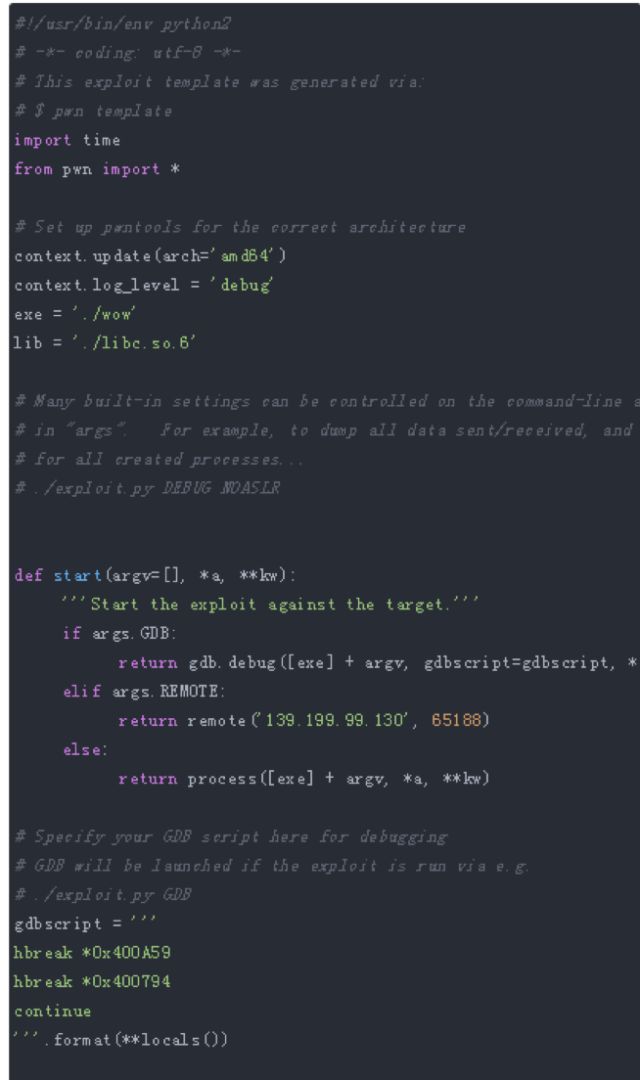 #!/usr/bin/env python2
# -*- coding: utf-8 -*-
# This exploit template was generated via:
# $ pwn template
import time
from pwn import *
# Set up pwntools for the correct architecture
context.update(arch='amd64')
context.log_level = 'debug'
exe = './wow'
lib = './libc.so.6'
# Many built-in settings can be controlled on the command-line a
# in "args".  For example, to dump all data sent/received, and
# for all created processes...
# ./exploit.py DEBUG NOASLR
def start(argv=[], *a, **kw):
    '''Start the exploit against the target.'''
    if args.GDB:
        return gdb.debug([exe] + argv, gdbscript=gdbscript, *
    elif args.REMOTE:
        return remote('139.199.99.130', 65188)
    else:
        return process([exe] + argv, *a, **kw)
# Specify your GDB script here for debugging
# GDB will be launched if the exploit is run via e.g.
# ./exploit.py GDB
gdbscript = '''
hbreak *0x400A59
hbreak *0x400794
continue
'''.format(**locals())